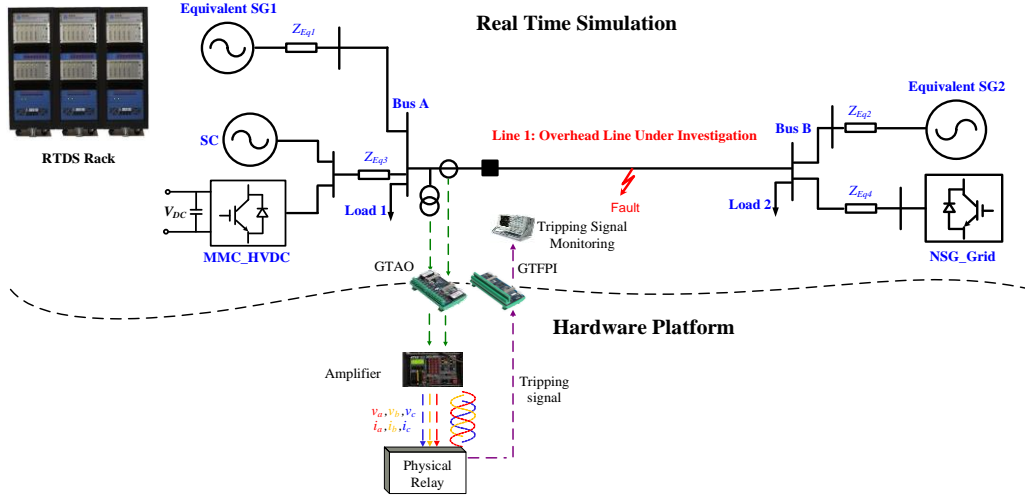 Equivalent SG1
Real Time Simulation
Z_Eq1
Equivalent SG2
Bus A
Z_Eq2
Bus B
Line 1: Overhead Line Under Investigation
SC
RTDS Rack
Z_Eq3
Z_Eq4
V_DC
Load 1
Load 2
Fault
Tripping Signal
Monitoring
MMC_HVDC
NSG_Grid
GTAO
GTFPI
Hardware Platform
Amplifier
Tripping
signal
v_a,v_b,v_c
i_a,i_b,i_c
Physical
Relay